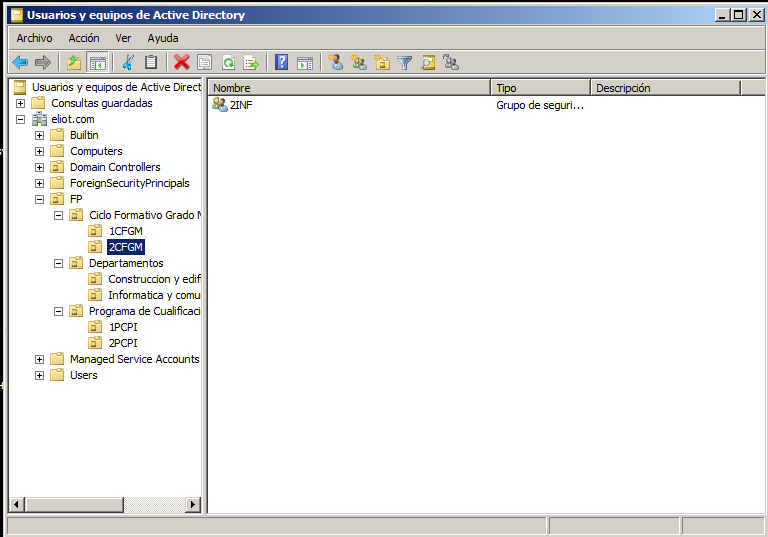 Usuarios y equipos de Active Directory
Archivo Acción Ver Ayuda
Usuarios y equipos de Active Direct
Consultas guardadas
eliot.com
Builtin
Computers
Domain Controllers
ForeignSecurityPrincipals
FP
Ciclo Formativo Grado M
1CFGM
2CFGM
Departamentos
Construccion y edif
Informatica y comu
Programa de Cualificaci
1PCPI
2PCPI
Managed Service Accounts
Users
Nombre Tipo Descripción
2INF Grupo de seguri...